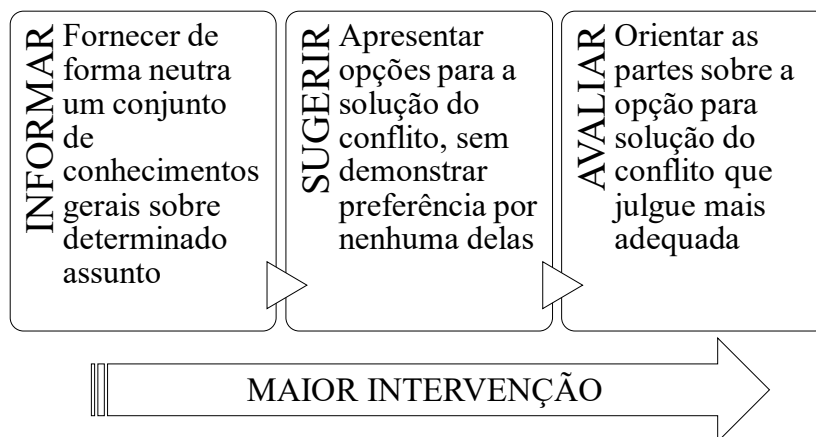 INFORMAR
Fornecer de
forma neutra
um conjunto
de
conhecimentos
gerais sobre
determinado
assunto
SUGERIR
Apresentar
opções para a
solução do
conflito, sem
demonstrar
preferência por
nenhuma delas
AVALIAR
Orientar as
partes sobre a
opção para
solução do
conflito que
julgue mais
adequada
MAIOR INTERVENÇÃO